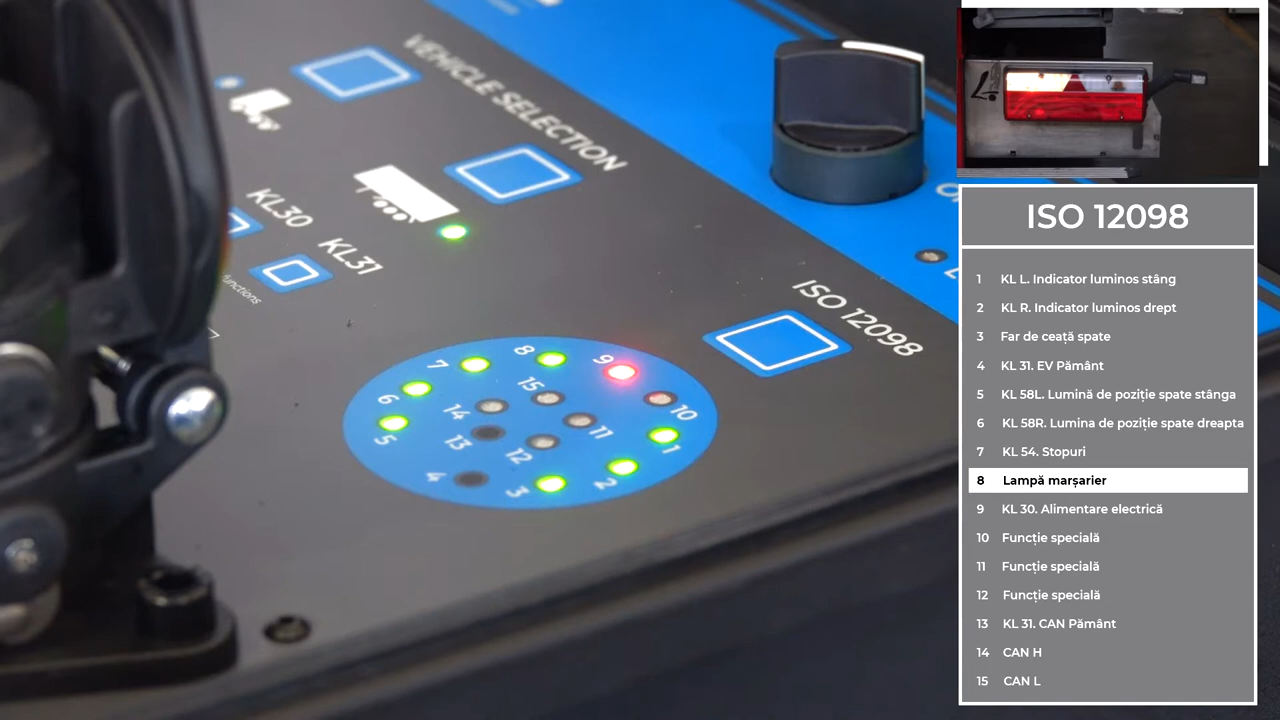 VEHICLE SELECTION
KL30
KL31
functions
ISO 12098
7
8
9
6
15
10
14
11
5
13
12
1
4
3
2
ISO 12098
1 KL L. Indicator luminos stâng
2 KL R. Indicator luminos drept
3 Far de ceață spate
4 KL 31. EV Pământ
5 KL 58L. Lumină de poziție spate stânga
6 KL 58R. Lumina de poziție spate dreapta
7 KL 54. Stopuri
8 Lampă marșarier
9 KL 30. Alimentare electrică
10 Funcție specială
11 Funcție specială
12 Funcție specială
13 KL 31. CAN Pământ
14 CAN H
15 CAN L